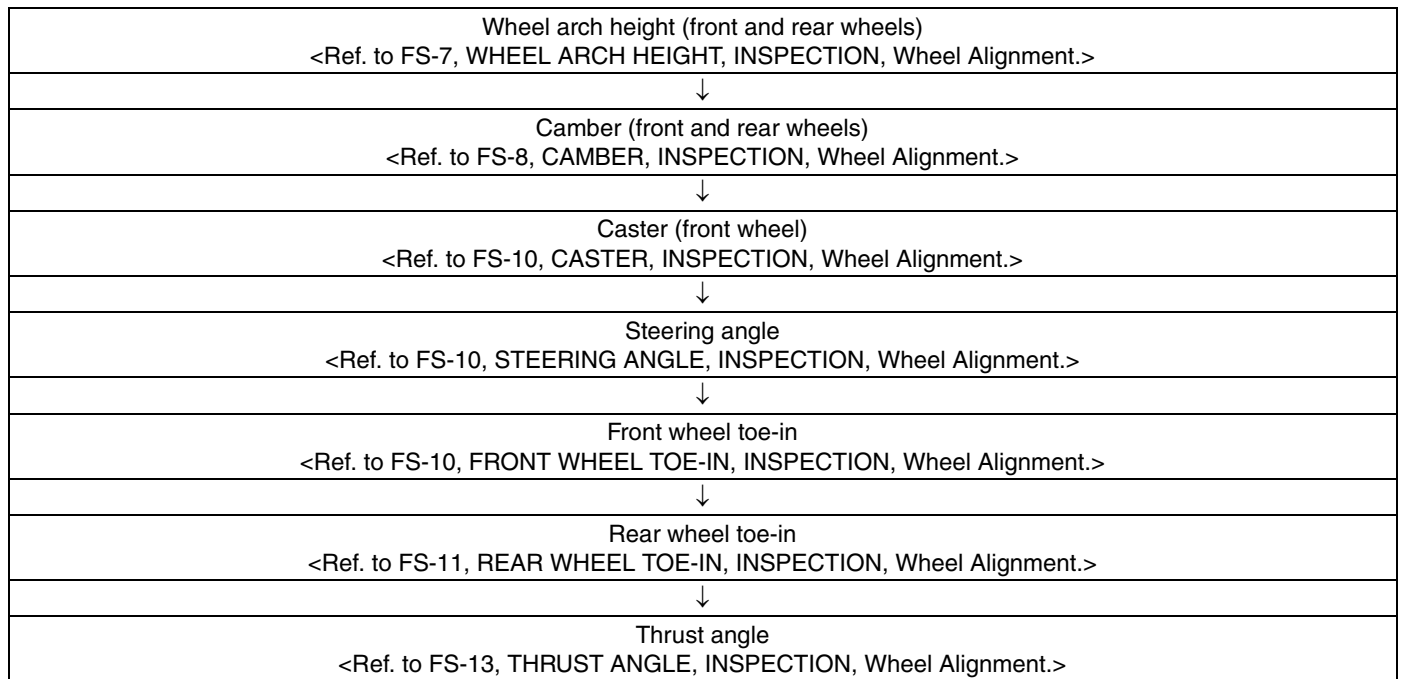 Wheel arch height (front and rear wheels)
<Ref. to FS-7, WHEEL ARCH HEIGHT, INSPECTION, Wheel Alignment.>
↓
Camber (front and rear wheels)
<Ref. to FS-8, CAMBER, INSPECTION, Wheel Alignment.>
↓
Caster (front wheel)
<Ref. to FS-10, CASTER, INSPECTION, Wheel Alignment.>
↓
Steering angle
<Ref. to FS-10, STEERING ANGLE, INSPECTION, Wheel Alignment.>
↓
Front wheel toe-in
<Ref. to FS-10, FRONT WHEEL TOE-IN, INSPECTION, Wheel Alignment.>
↓
Rear wheel toe-in
<Ref. to FS-11, REAR WHEEL TOE-IN, INSPECTION, Wheel Alignment.>
↓
Thrust angle
<Ref. to FS-13, THRUST ANGLE, INSPECTION, Wheel Alignment.>